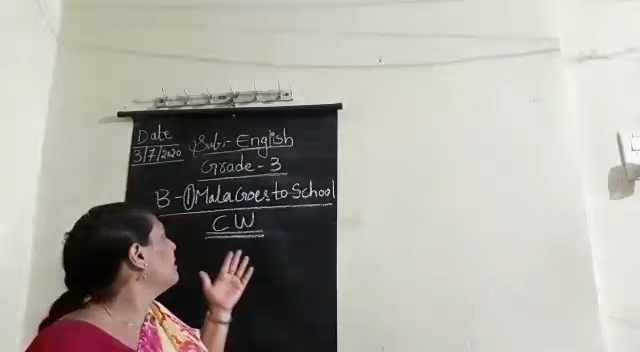 Date
3/7/2020
Sub:- English
Grade - 3
B-① Mala Goes to School
CW